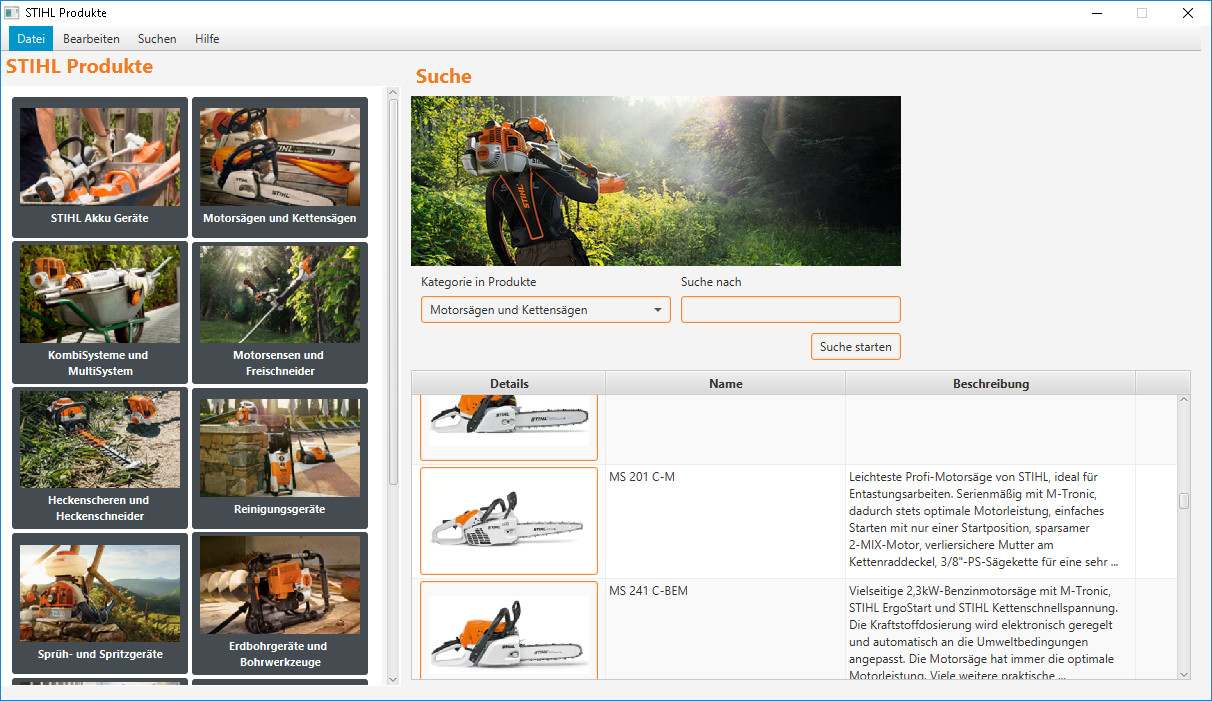 STIHL Produkte
Datei Bearbeiten Suchen Hilfe
STIHL Produkte
STIHL Akku Geräte
Motorsägen und Kettensägen
KombiSysteme und
MultiSystem
Motorsensen und
Freischneider
Heckenscheren und
Heckenschneider
Reinigungsgeräte
Sprüh- und Spritzgeräte
Erdbohrgeräte und
Bohrwerkzeuge
Suche
STIHL
Kategorie in Produkte
Suche nach
Motorsägen und Kettensägen
Suche starten
Details Name Beschreibung
STIHL
MS 201 C-M
Leichteste Profi-Motorsäge von STIHL, ideal für
Entastungsarbeiten. Serienmäßig mit M-Tronic,
dadurch stets optimale Motorleistung, einfaches
Starten mit nur einer Startposition, sparsamer
2-MIX-Motor, verliersichere Mutter am
Kettenraddeckel, 3/8"-PS-Sägekette für eine sehr ...
STIHL
MS 241 C-BEM
Vielseitige 2,3kW-Benzinmotorsäge mit M-Tronic,
STIHL ErgoStart und STIHL Kettenschnellspannung.
Die Kraftstoffdosierung wird elektronisch geregelt
und automatisch an die Umweltbedingungen
angepasst. Die Motorsäge hat immer die optimale
Motorleistung. Viele weitere praktische ...
STIHL